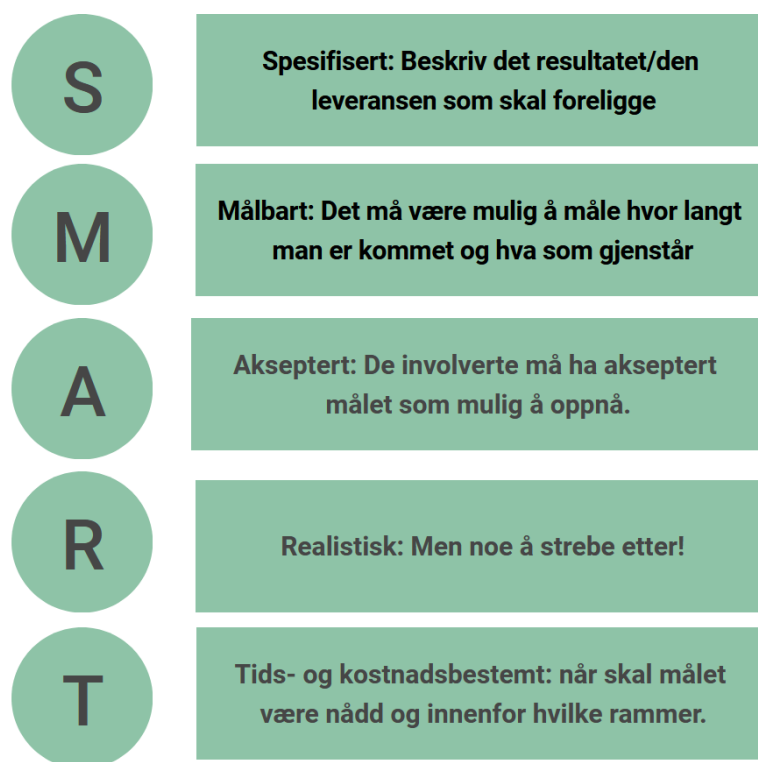 S
Spesifisert: Beskriv det resultatet/den
leveransen som skal foreligge
M
Målbart: Det må være mulig å måle hvor langt
man er kommet og hva som gjenstår
A
Akseptert: De involverte må ha akseptert
målet som mulig å oppnå.
R
Realistisk: Men noe å strebe etter!
T
Tids- og kostnadsbestemt: når skal målet
være nådd og innenfor hvilke rammer.